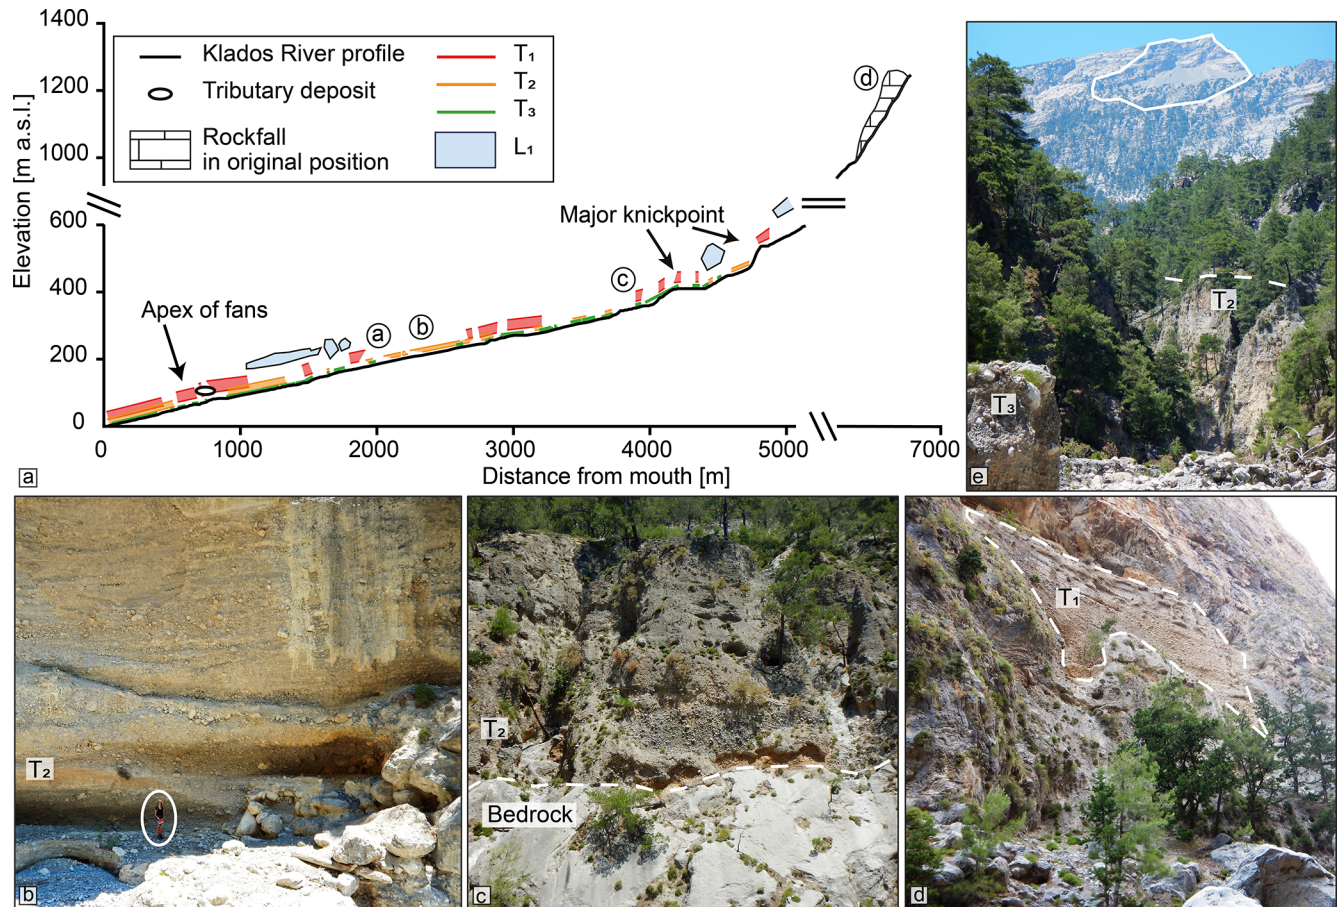 1400
1200
1000
600
400
200
0
Elevation [m a.s.l.]
Klados River profile
Tributary deposit
Rockfall
in original position
T₁
T₂
T₃
L₁
Major knickpoint
Apex of fans
a
b
c
d
0
1000
2000
3000
4000
5000
7000
Distance from mouth [m]
a
T₂
T₃
e
T₂
b
T₂
Bedrock
c
T₁
d